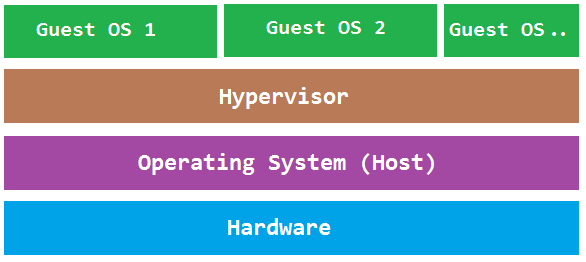 Guest OS 1
Guest OS 2
Guest OS..
Hypervisor
Operating System (Host)
Hardware